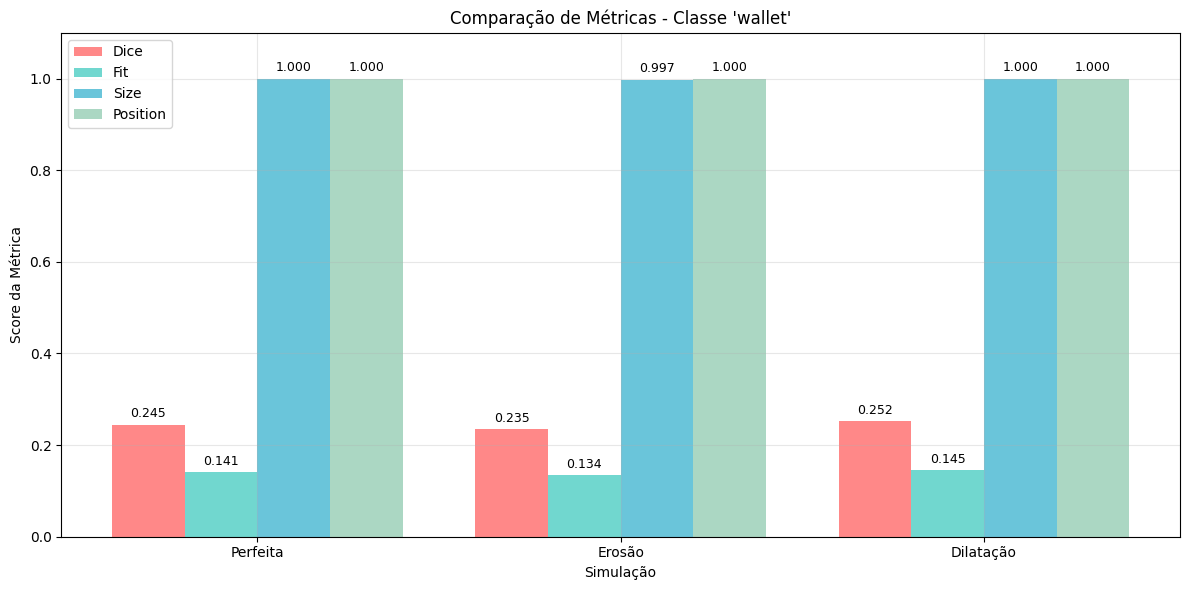 Comparação de Métricas - Classe 'wallet'
Dice
Fit
Size
Position
Score da Métrica
1.0
0.8
0.6
0.4
0.2
0.0
0.245
0.141
1.000
1.000
0.235
0.134
0.997
1.000
0.252
0.145
1.000
1.000
Perfeita
Erosão
Dilatação
Simulação